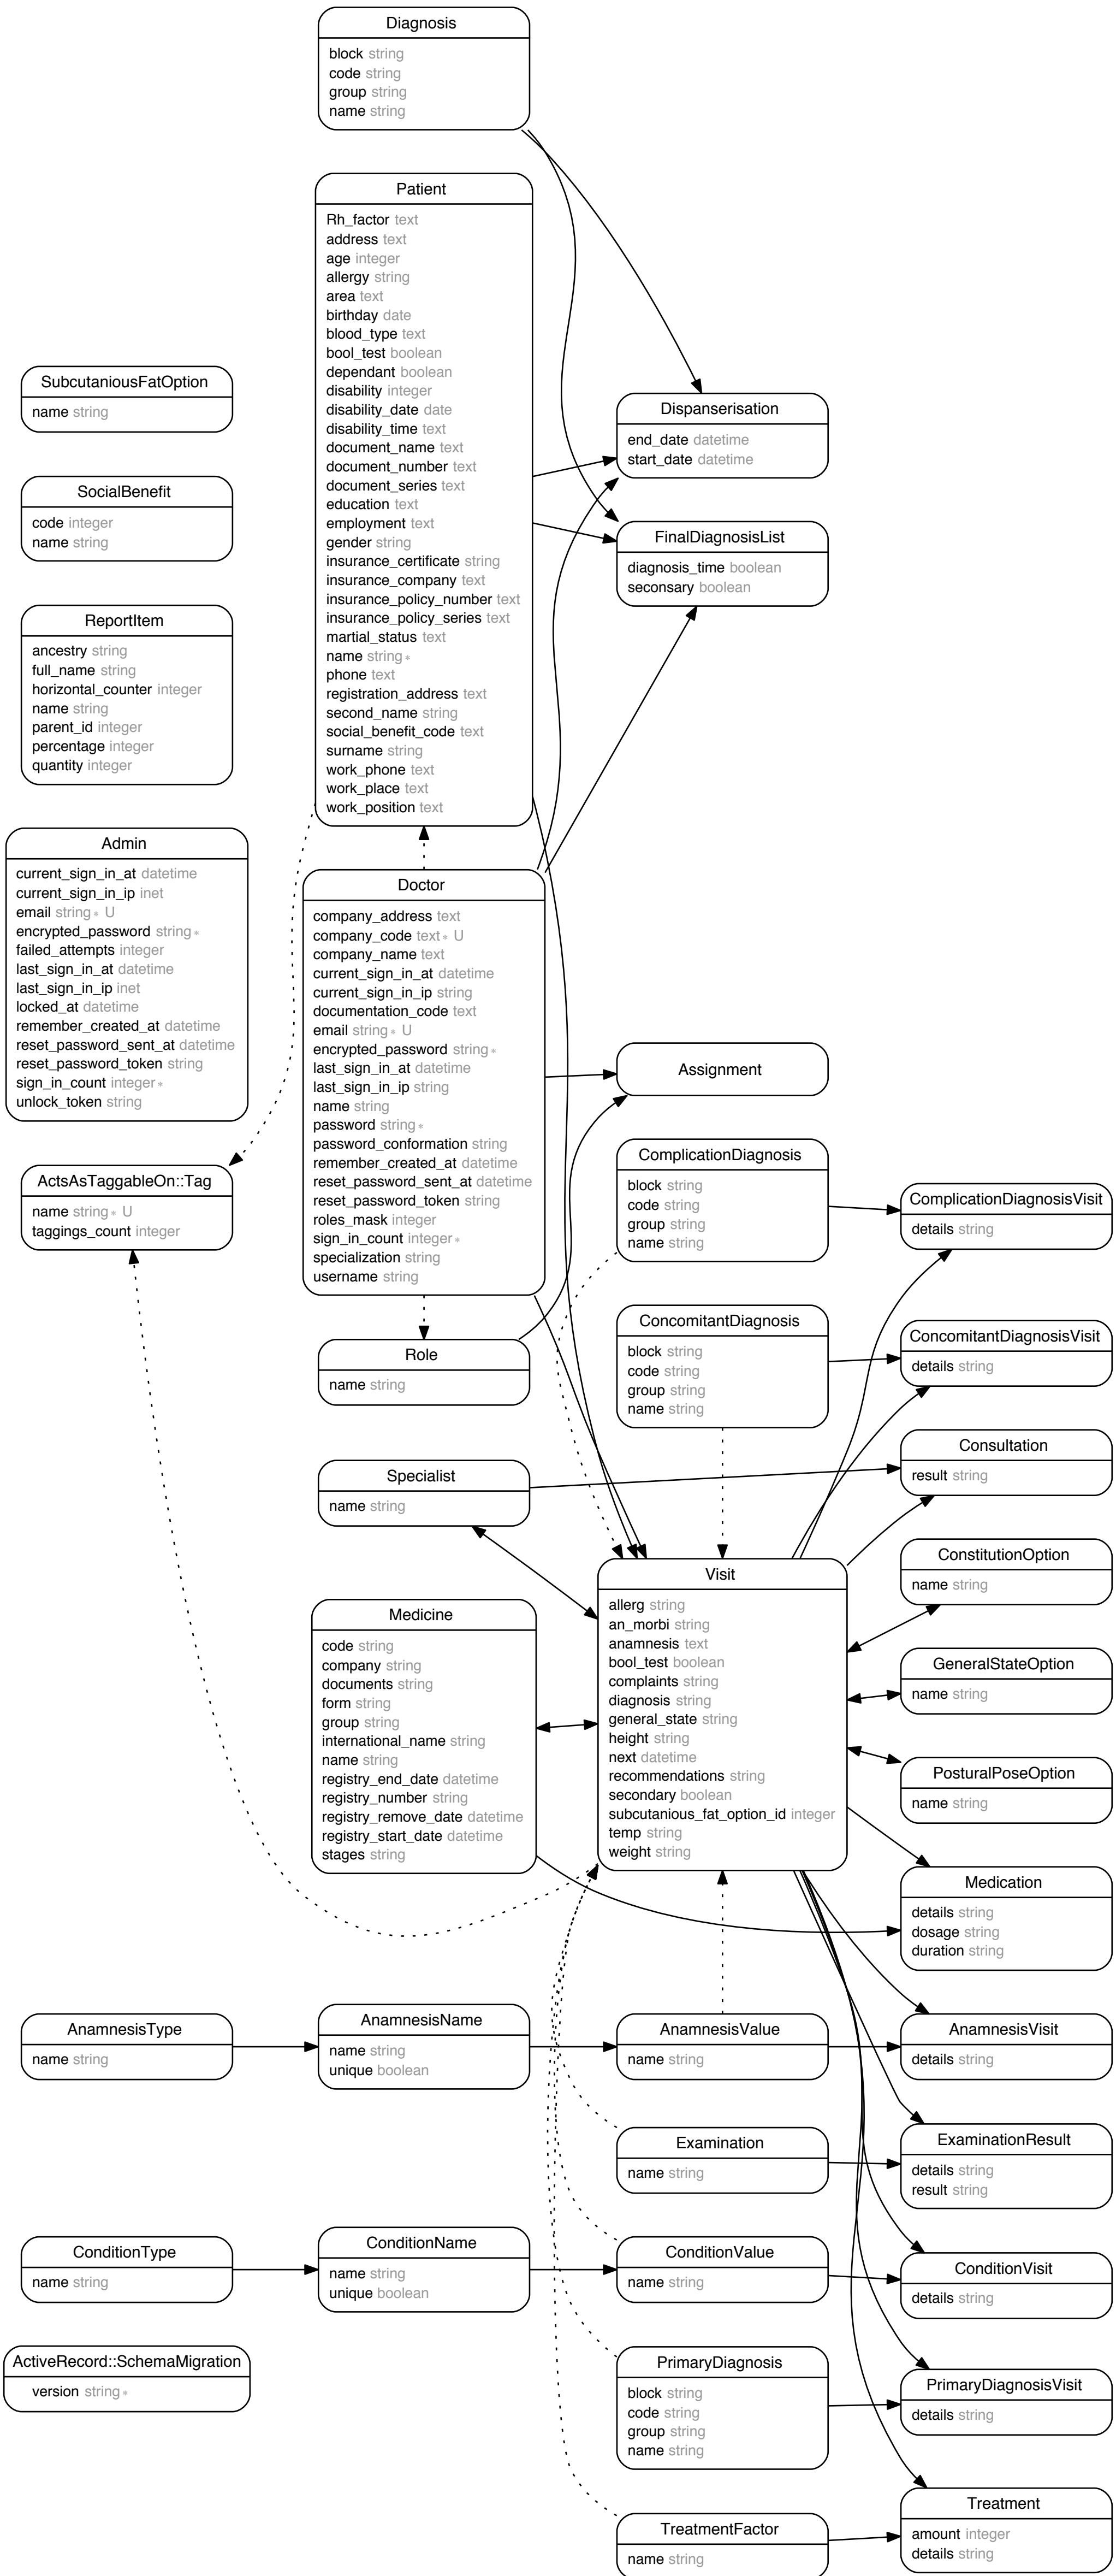 Diagnosis
block string
code string
group string
name string
Patient
Rh_factor text
address text
age integer
allergy string
area text
birthday date
blood_type text
bool_test boolean
dependant boolean
disability integer
disability_date date
disability_time text
document_name text
document_number text
document_series text
education text
employment text
gender string
insurance_certificate string
insurance_company text
insurance_policy_number text
insurance_policy_series text
martial_status text
name string *
phone text
registration_address text
second_name string
social_benefit_code text
surname string
work_phone text
work_place text
work_position text
SubcutaniousFatOption
name string
SocialBenefit
code integer
name string
ReportItem
ancestry string
full_name string
horizontal_counter integer
name string
parent_id integer
percentage integer
quantity integer
Admin
current_sign_in_at datetime
current_sign_in_ip inet
email string * U
encrypted_password string *
failed_attempts integer
last_sign_in_at datetime
last_sign_in_ip inet
locked_at datetime
remember_created_at datetime
reset_password_sent_at datetime
reset_password_token string
sign_in_count integer *
unlock_token string
ActsAsTaggableOn::Tag
name string * U
taggings_count integer
Dispanserisation
end_date datetime
start_date datetime
FinalDiagnosisList
diagnosis_time boolean
seconsary boolean
Doctor
company_address text
company_code text * U
company_name text
current_sign_in_at datetime
current_sign_in_ip string
documentation_code text
email string * U
encrypted_password string *
last_sign_in_at datetime
last_sign_in_ip string
name string
password string *
password_conformation string
remember_created_at datetime
reset_password_sent_at datetime
reset_password_token string
roles_mask integer
sign_in_count integer *
specialization string
username string
Assignment
Role
name string
ComplicationDiagnosis
block string
code string
group string
name string
ComplicationDiagnosisVisit
details string
ConcomitantDiagnosis
block string
code string
group string
name string
ConcomitantDiagnosisVisit
details string
Specialist
name string
Consultation
result string
ConstitutionOption
name string
Medicine
code string
company string
documents string
form string
group string
international_name string
name string
registry_end_date datetime
registry_number string
registry_remove_date datetime
registry_start_date datetime
stages string
Visit
allerg string
an_morbi string
anamnesis text
bool_test boolean
complaints string
diagnosis string
general_state string
height string
next datetime
recommendations string
secondary boolean
subcutanious_fat_option_id integer
temp string
weight string
GeneralStateOption
name string
PosturalPoseOption
name string
Medication
details string
dosage string
duration string
AnamnesisType
name string
AnamnesisName
name string
unique boolean
AnamnesisValue
name string
AnamnesisVisit
details string
Examination
name string
ExaminationResult
details string
result string
ConditionType
name string
ConditionName
name string
unique boolean
ConditionValue
name string
ConditionVisit
details string
ActiveRecord::SchemaMigration
version string *
PrimaryDiagnosis
block string
code string
group string
name string
PrimaryDiagnosisVisit
details string
TreatmentFactor
name string
Treatment
amount integer
details string